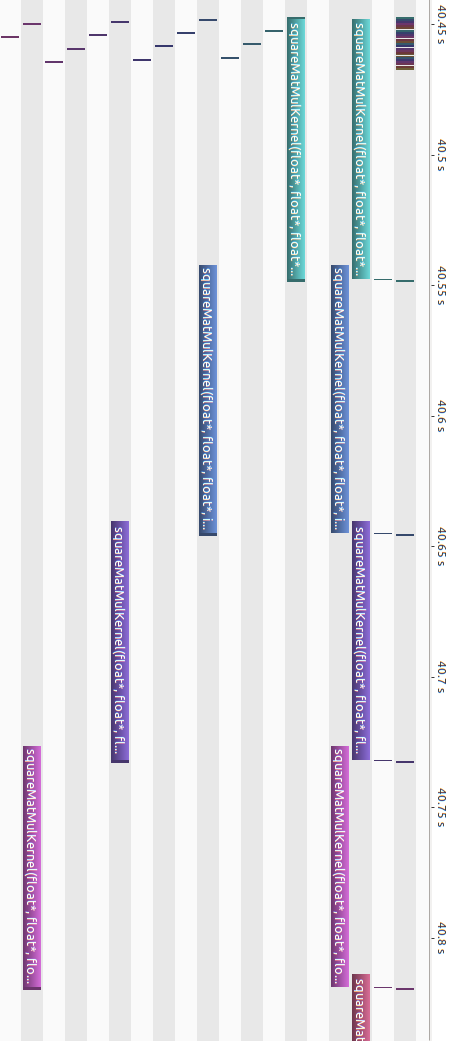 40.45 s
40.5 s
40.55 s
40.6 s
40.65 s
40.7 s
40.75 s
40.8 s
squareMatMulKernel(float*, float*, float*...
squareMatMulKernel(float*, float*, fl...
squareMat
squareMatMulKernel(float*, float*, float*, i...
squareMatMulKernel(float*, float*, flo...
squareMatMulKernel(float*, float*, float*...
squareMatMulKernel(float*, float*, float*, i...
squareMatMulKernel(float*, float*, fl...
squareMatMulKernel(float*, float*, flo...